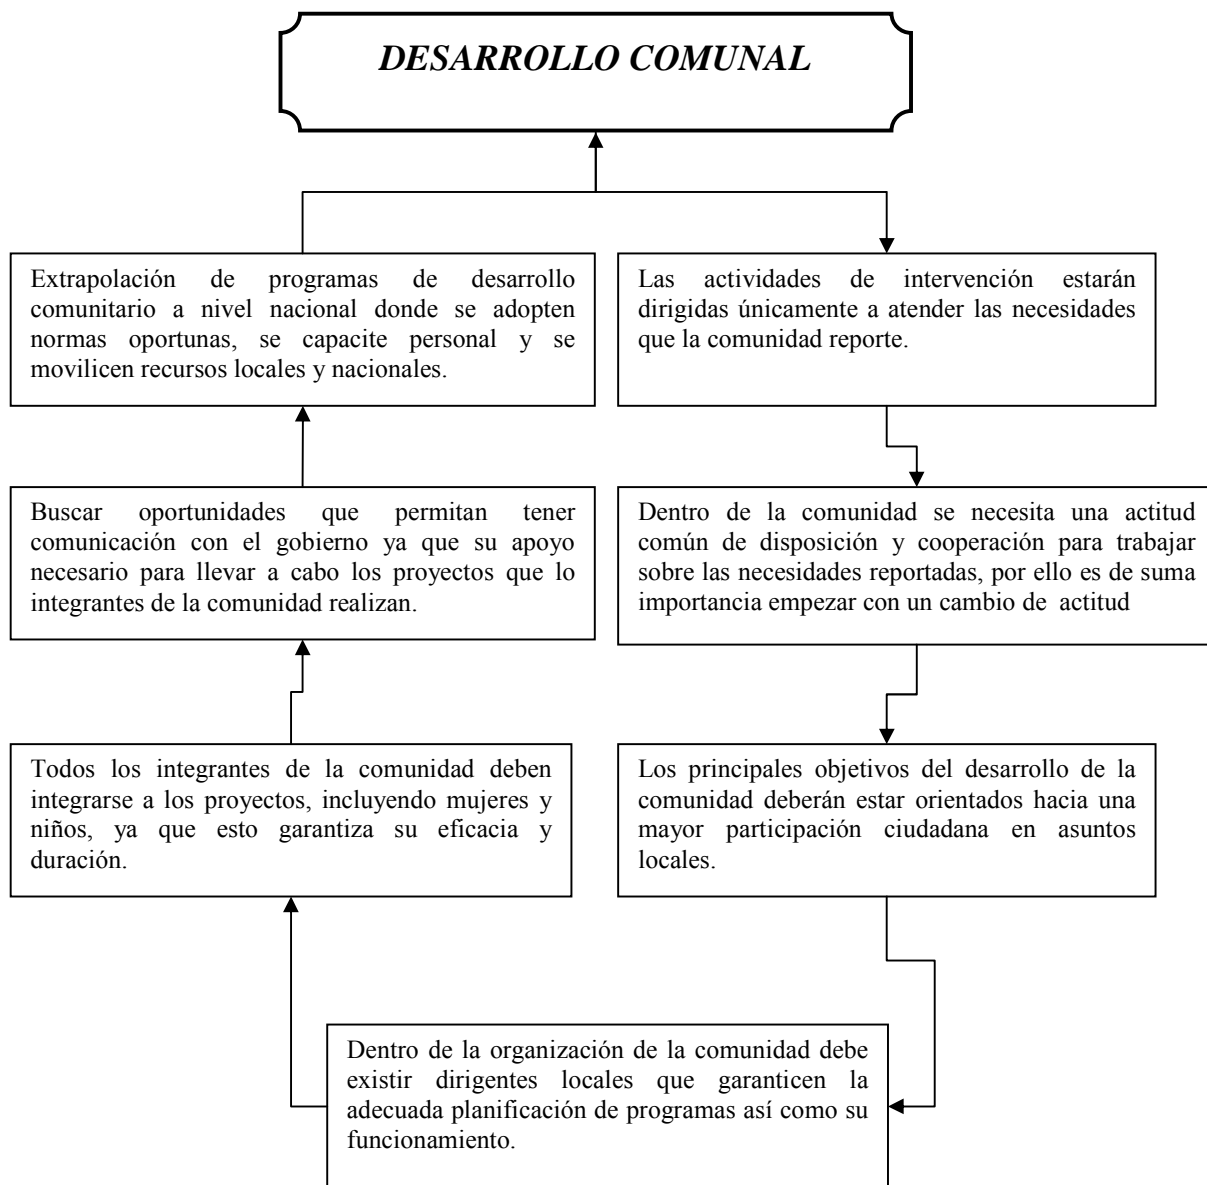 DESARROLLO COMUNAL
Extrapolación de programas de desarrollo
comunitario a nivel nacional donde se adopten
normas oportunas, se capacite personal y se
movilicen recursos locales y nacionales.
Las actividades de intervención estarán
dirigidas únicamente a atender las necesidades
que la comunidad reporte.
Buscar oportunidades que permitan tener
comunicación con el gobierno ya que su apoyo
necesario para llevar a cabo los proyectos que lo
integrantes de la comunidad realizan.
Dentro de la comunidad se necesita una actitud
común de disposición y cooperación para trabajar
sobre las necesidades reportadas, por ello es de suma
importancia empezar con un cambio de actitud
Todos los integrantes de la comunidad deben
integrarse a los proyectos, incluyendo mujeres y
niños, ya que esto garantiza su eficacia y
duración.
Los principales objetivos del desarrollo de la
comunidad deberán estar orientados hacia una
mayor participación ciudadana en asuntos
locales.
Dentro de la organización de la comunidad debe
existir dirigentes locales que garanticen la
adecuada planificación de programas así como su
funcionamiento.